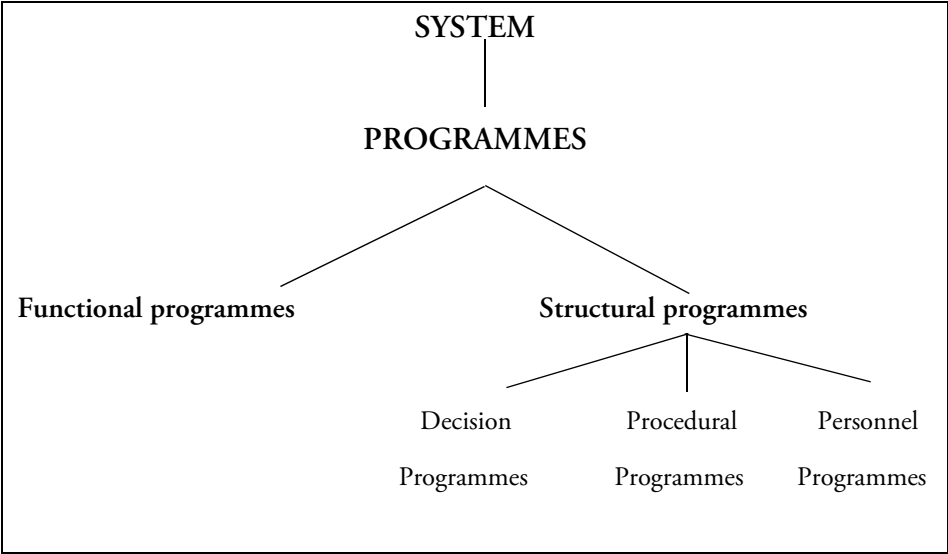 SYSTEM
PROGRAMMES
Functional programmes
Structural programmes
Decision
Programmes
Procedural
Programmes
Personnel
Programmes